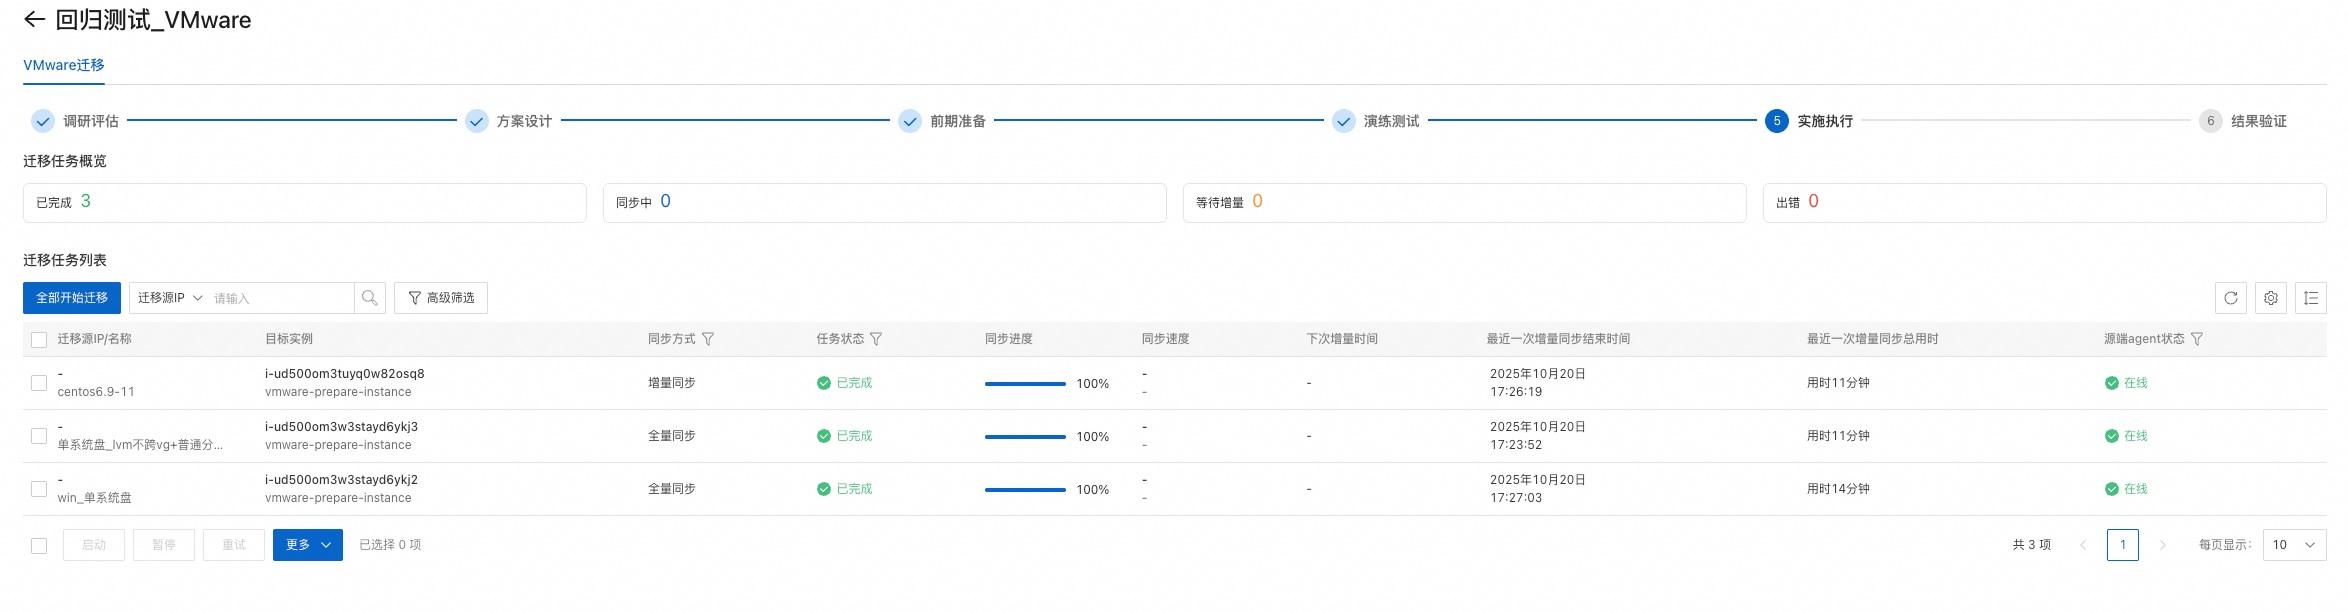 回归测试_VMware
VMware迁移
调研评估 方案设计 前期准备 演练测试 5 实施执行 6 结果验证
迁移任务概览
已完成 3 同步中 0 等待增量 0 出错 0
迁移任务列表
全部开始迁移 迁移源IP 请输入 高级筛选
迁移源IP/名称 目标实例 同步方式 任务状态 同步进度 同步速度 下次增量时间 最近一次增量同步结束时间 最近一次增量同步总用时 源端agent状态
- i-ud500om3tuyq0w82osq8 增量同步 已完成 100% - - 2025年10月20日 用时11分钟 在线
centos6.9-11 vmware-prepare-instance - 17:26:19
- i-ud500om3w3stayd6ykj3 全量同步 已完成 100% - - 2025年10月20日 用时11分钟 在线
单系统盘_lvm不跨vg+普通分... vmware-prepare-instance - 17:23:52
- i-ud500om3w3stayd6ykj2 全量同步 已完成 100% - - 2025年10月20日 用时14分钟 在线
win_单系统盘 vmware-prepare-instance - 17:27:03
启动 暂停 重试 更多 已选择 0 项 共 3 项 1 每页显示: 10